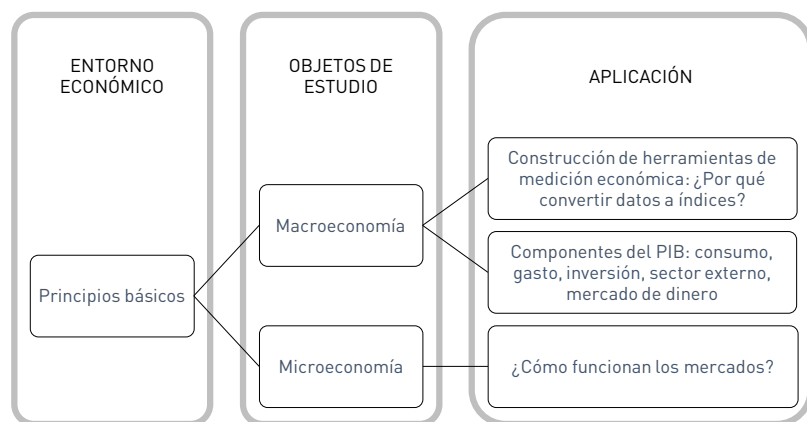 ENTORNO
ECONÓMICO
OBJETOS DE
ESTUDIO
APLICACIÓN
Principios básicos
Macroeconomía
Microeconomía
Construcción de herramientas de
medición económica: ¿Por qué
convertir datos a índices?
Componentes del PIB: consumo,
gasto, inversión, sector externo,
mercado de dinero
¿Cómo funcionan los mercados?